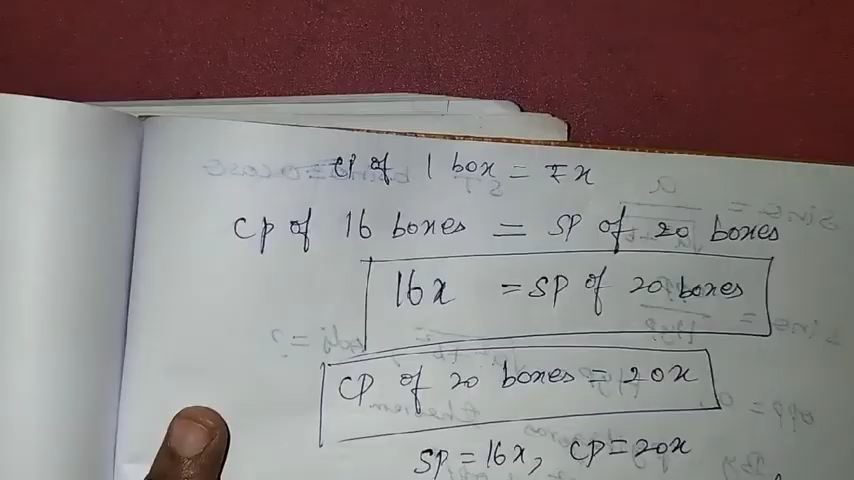 CP of 1 box = ₹x
CP of 16 boxes = SP of 20 boxes
16x = SP of 20 boxes
CP of 20 boxes = 20x
SP = 16x, CP = 20x